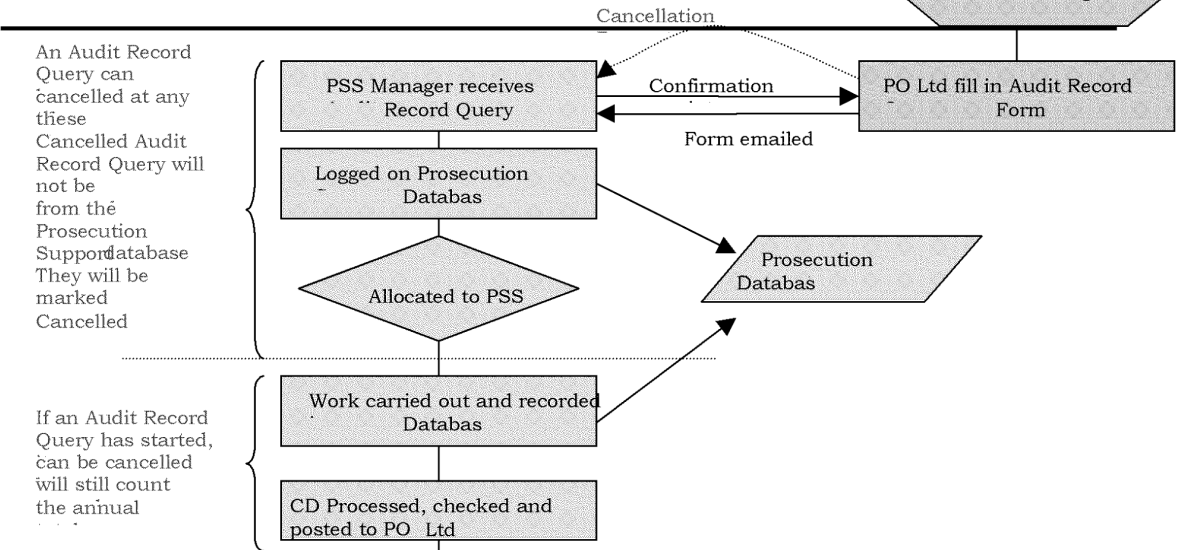 Cancellation
An Audit Record
Query can
cancelled at any
these
Cancelled Audit
Record Query will
not be
from the
Prosecution
Support database
They will be
marked
Cancelled
PSS Manager receives
Record Query
Confirmation
Form emailed
PO Ltd fill in Audit Record
Form
Logged on Prosecution
Databas
Allocated to PSS
Prosecution
Databas
If an Audit Record
Query has started,
can be cancelled
will still count
the annual
Work carried out and recorded
Databas
CD Processed, checked and
posted to PO Ltd